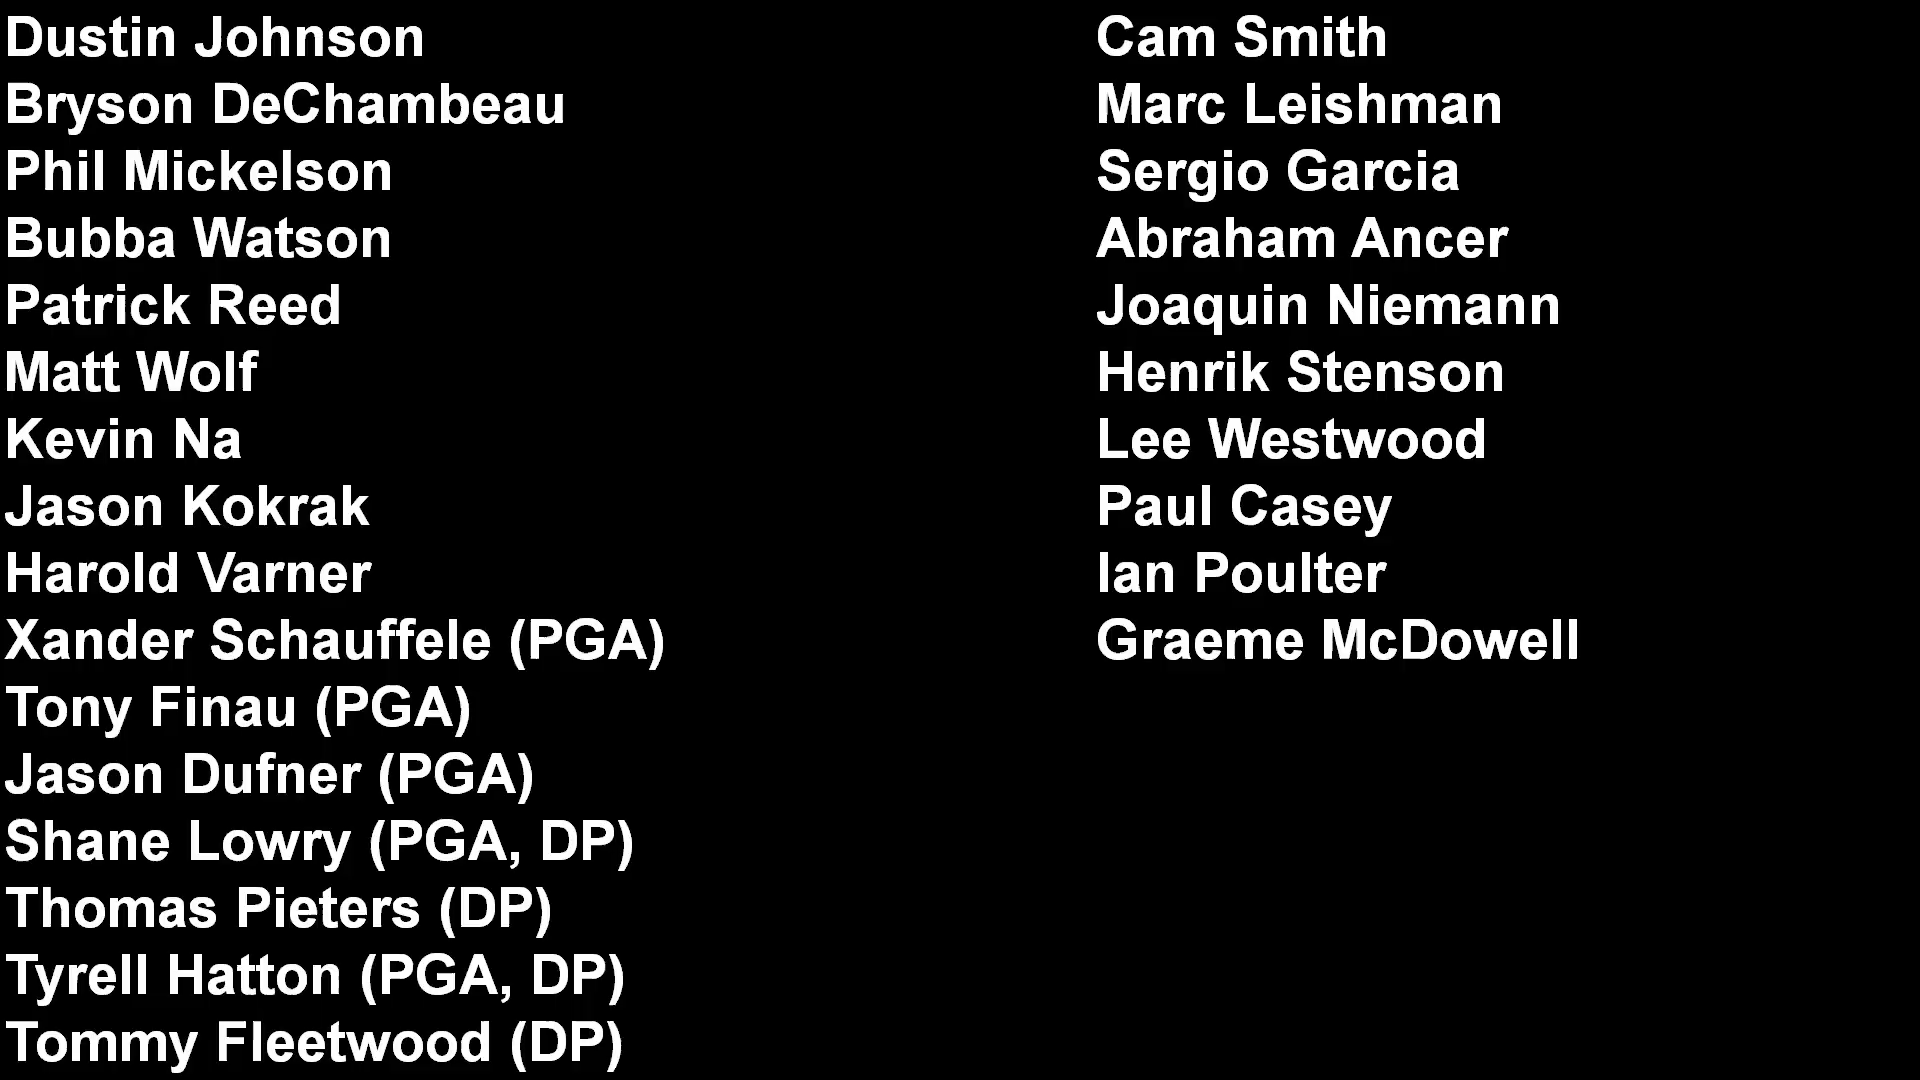 Dustin Johnson
Bryson DeChambeau
Phil Mickelson
Bubba Watson
Patrick Reed
Matt Wolf
Kevin Na
Jason Kokrak
Harold Varner
Xander Schauffele (PGA)
Tony Finau (PGA)
Jason Dufner (PGA)
Shane Lowry (PGA, DP)
Thomas Pieters (DP)
Tyrell Hatton (PGA, DP)
Tommy Fleetwood (DP)
Cam Smith
Marc Leishman
Sergio Garcia
Abraham Ancer
Joaquin Niemann
Henrik Stenson
Lee Westwood
Paul Casey
Ian Poulter
Graeme McDowell